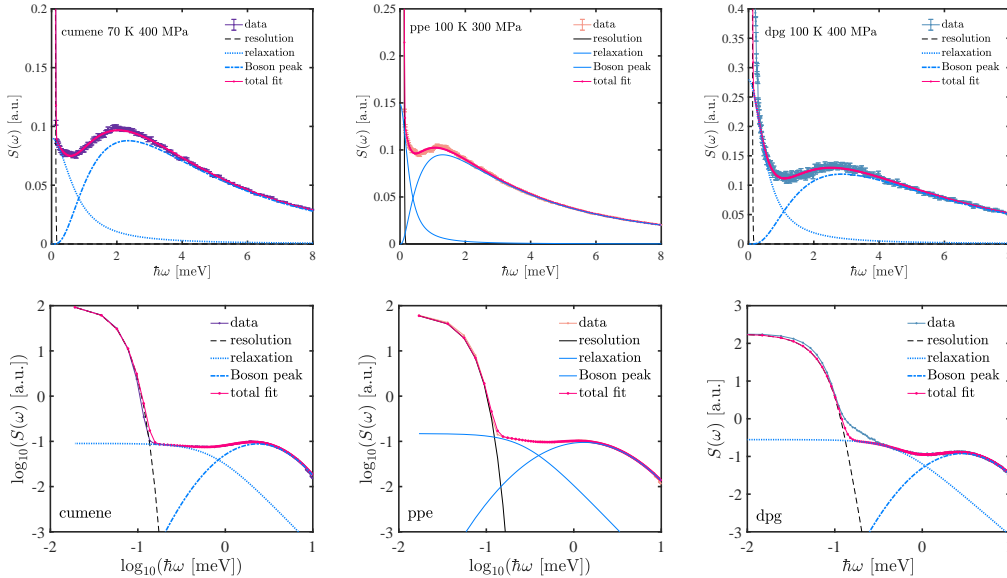 cumene 70 K 400 MPa
data
resolution
relaxation
Boson peak
total fit
S(ω) [a.u.]
0.2
0.15
0.1
0.05
0
0 2 4 6 8
ħω [meV]
ppe 100 K 300 MPa
data
resolution
relaxation
Boson peak
total fit
S(ω) [a.u.]
0.25
0.2
0.15
0.1
0.05
0
0 2 4 6 8
ħω [meV]
dpg 100 K 400 MPa
data
resolution
relaxation
Boson peak
total fit
S(ω) [a.u.]
0.4
0.35
0.3
0.25
0.2
0.15
0.1
0.05
0
0 2 4 6 8
ħω [meV]
data
resolution
relaxation
Boson peak
total fit
cumene
log10(S(ω) [a.u.])
2
1
0
-1
-2
-3
-2 -1 0 1
log10(ħω [meV])
data
resolution
relaxation
Boson peak
total fit
ppe
log10(S(ω) [a.u.])
2
1
0
-1
-2
-3
-2 -1 0 1
log10(ħω [meV])
data
resolution
relaxation
Boson peak
total fit
dpg
S(ω) [a.u.]
3
2
1
0
-1
-2
-3
-2 -1 0 1
ħω [meV]